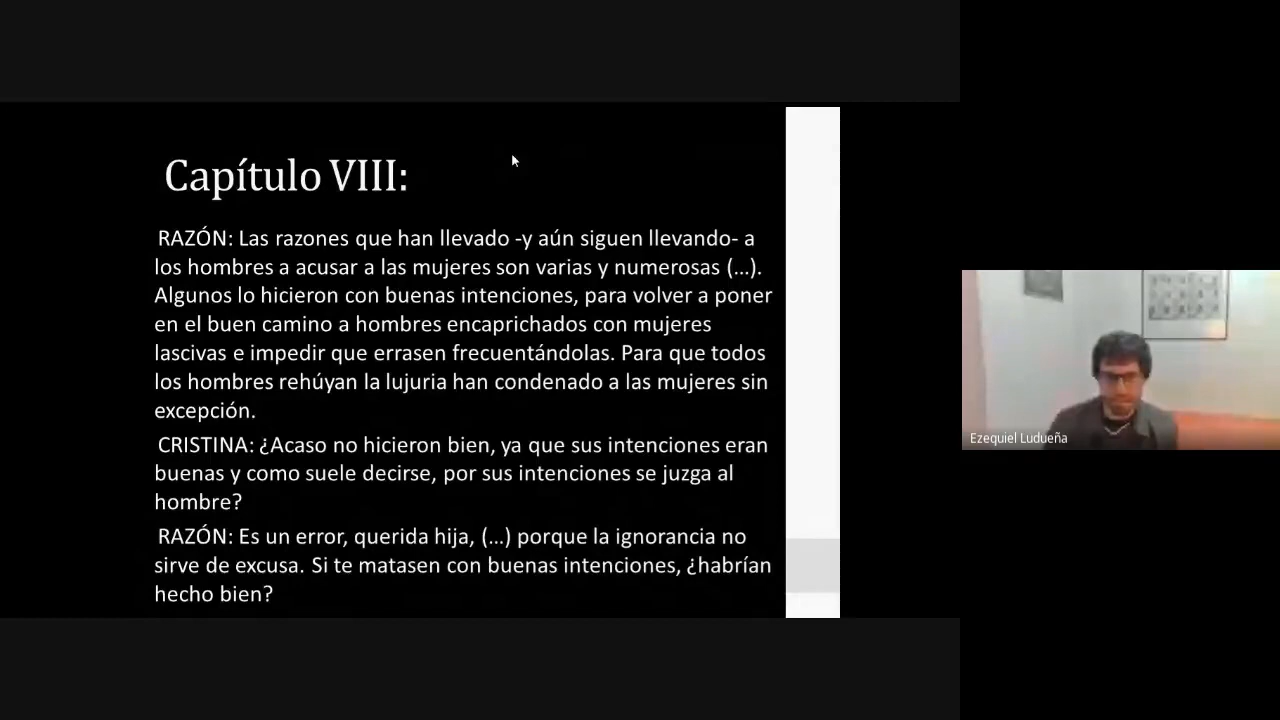 Capítulo VIII:
RAZÓN: Las razones que han llevado -y aún siguen llevando- a
los hombres a acusar a las mujeres son varias y numerosas (...).
Algunos lo hicieron con buenas intenciones, para volver a poner
en el buen camino a hombres encaprichados con mujeres
lascivas e impedir que errasen frecuentándolas. Para que todos
los hombres rehúyan la lujuria han condenado a las mujeres sin
excepción.
CRISTINA: ¿Acaso no hicieron bien, ya que sus intenciones eran
buenas y como suele decirse, por sus intenciones se juzga al
hombre?
RAZÓN: Es un error, querida hija, (...) porque la ignorancia no
sirve de excusa. Si te matasen con buenas intenciones, ¿habrían
hecho bien?
Ezequiel Ludueña